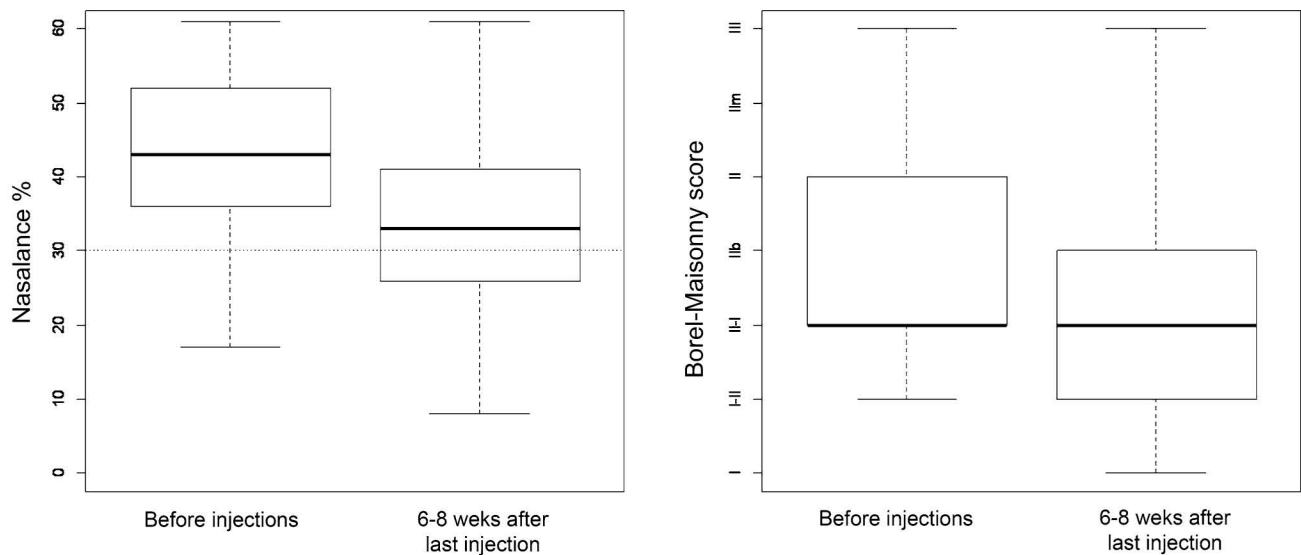 Nasalance %
60
50
40
30
20
10
0
Before injections
6-8 weks after
last injection
Borel-Maisonny score
III
IIm
II
IIb
II-I
I-II
I
Before injections
6-8 weks after
last injection